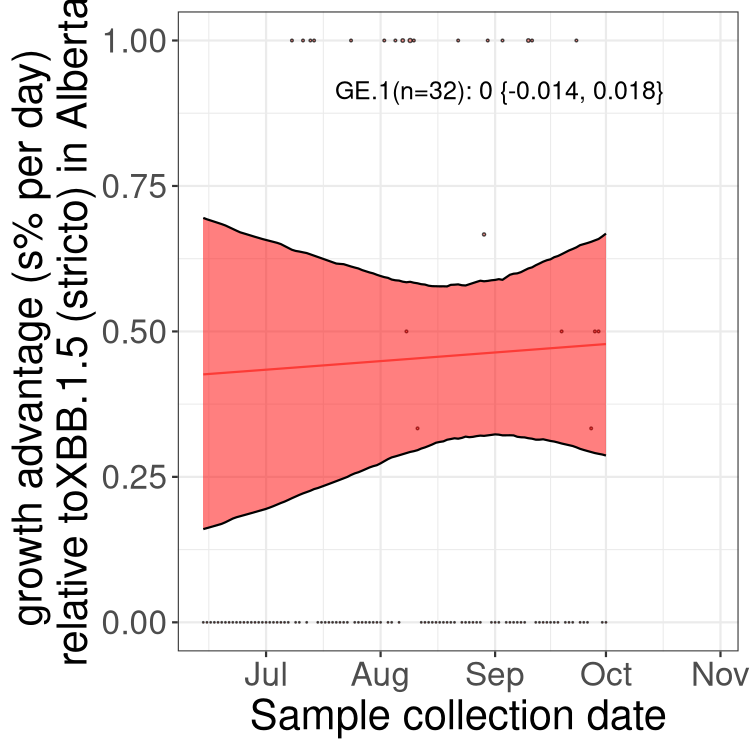 growth advantage (s% per day)
relative toXBB.1.5 (stricto) in Alberta
1.00
0.75
0.50
0.25
0.00
GE.1(n=32): 0 {-0.014, 0.018}
Jul Aug Sep Oct Nov
Sample collection date